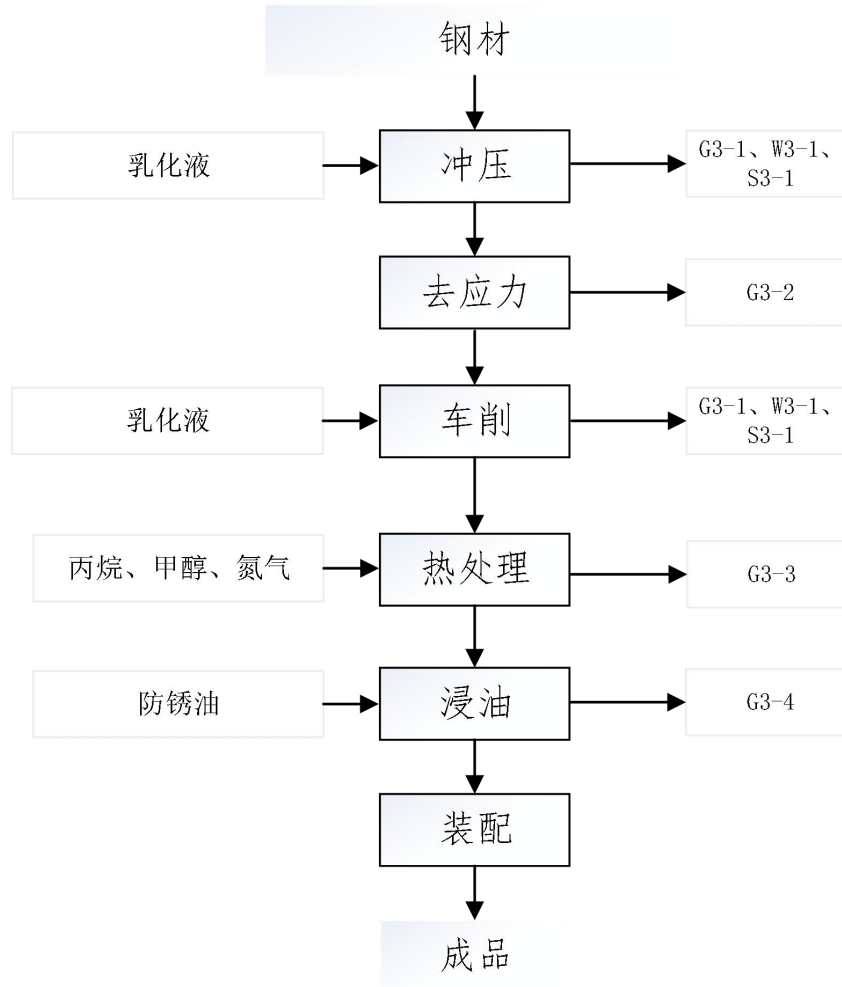 钢材
乳化液
冲压
G3-1、W3-1、
S3-1
去应力
G3-2
乳化液
车削
G3-1、W3-1、
S3-1
丙烷、甲醇、氮气
热处理
G3-3
防锈油
浸油
G3-4
装配
成品